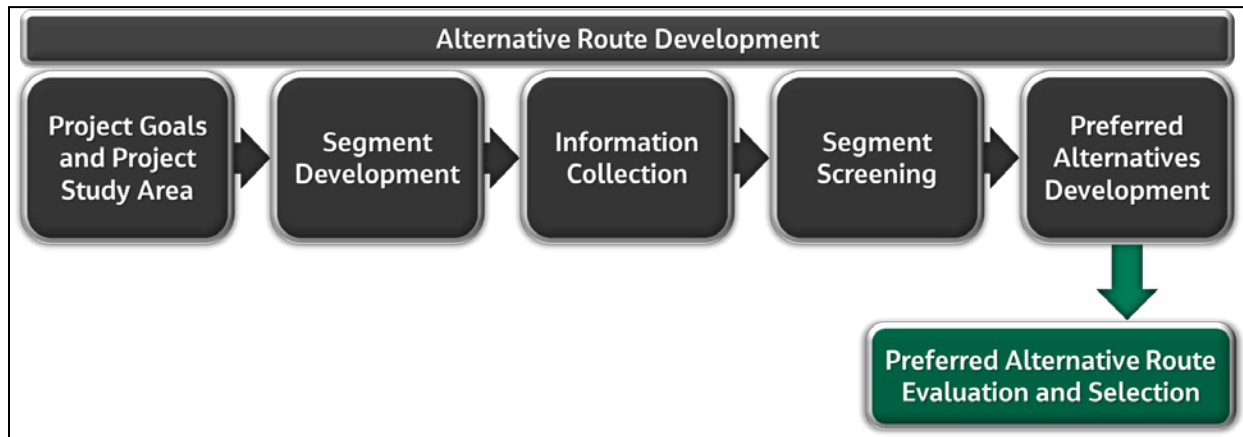 Alternative Route Development
Project Goals
and Project
Study Area
Segment
Development
Information
Collection
Segment
Screening
Preferred
Alternatives
Development
Preferred Alternative Route
Evaluation and Selection